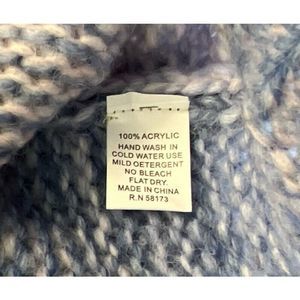 100% ACRYLIC
HAND WASH IN
COLD WATER USE
MILD DETERGENT
NO BLEACH
FLAT DRY.
MADE IN CHINA
R.N 58173